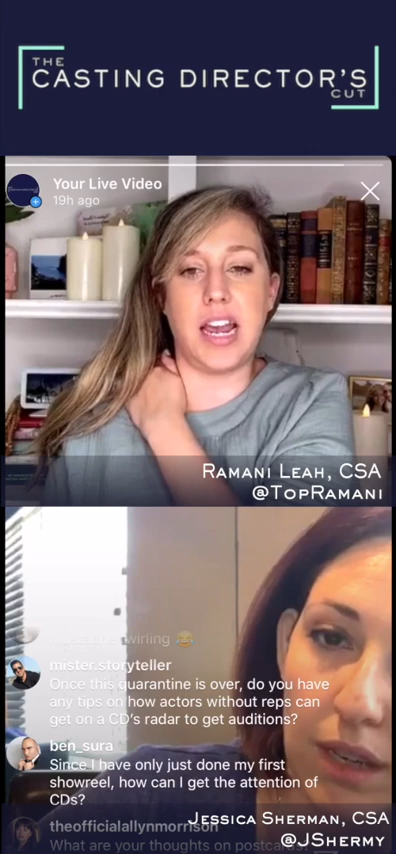 THE
CASTING DIRECTOR'S
CUT
Your Live Video
19h ago
RAMANI LEAH, CSA
@TOPRAMANI
twirling 😂
mister.storyteller
Once this quarantine is over, do you have
any tips on how actors without reps can
get on a CD's radar to get auditions?
ben_sura
Since I have only just done my first
showreel, how can I get the attention of
CDs?
JESSICA SHERMAN, CSA
theofficialallynmorrison
@JSHERMY
What are your thoughts on postcards